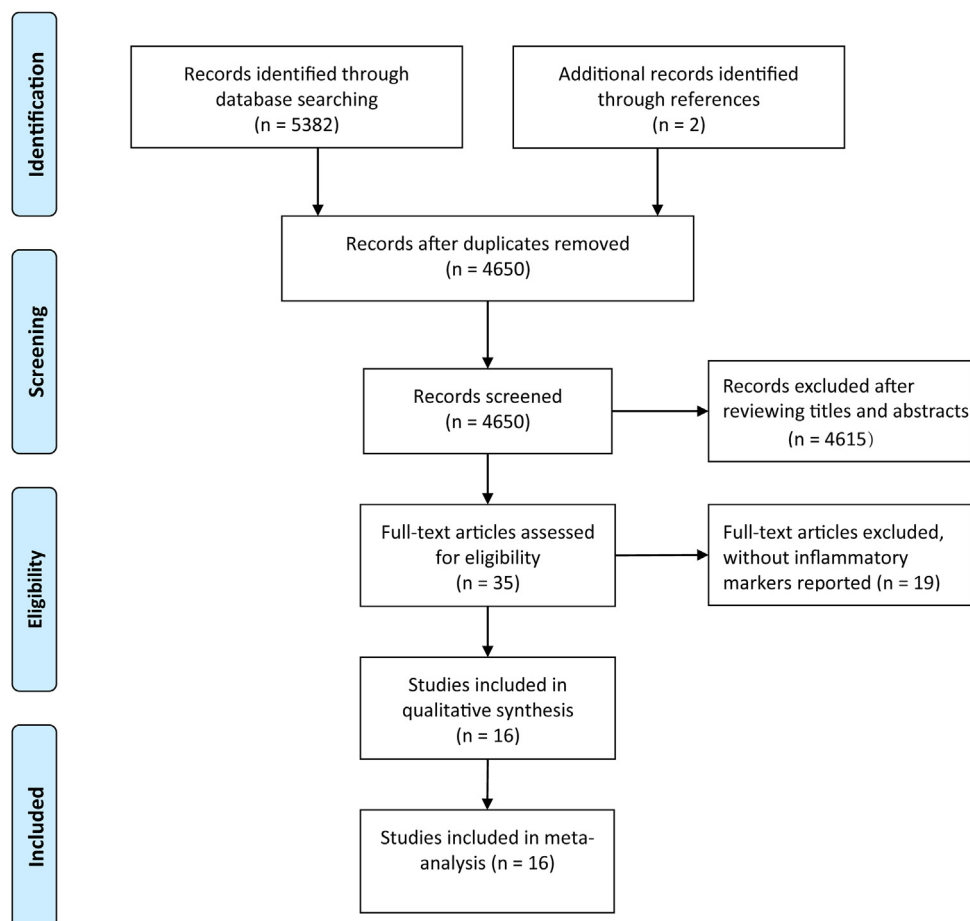 Identification
Records identified through
database searching
(n = 5382)
Additional records identified
through references
(n = 2)
Records after duplicates removed
(n = 4650)
Screening
Records screened
(n = 4650)
Records excluded after
reviewing titles and abstracts
(n = 4615)
Eligibility
Full-text articles assessed
for eligibility
(n = 35)
Full-text articles excluded,
without inflammatory
markers reported (n = 19)
Studies included in
qualitative synthesis
(n = 16)
Included
Studies included in meta-
analysis (n = 16)